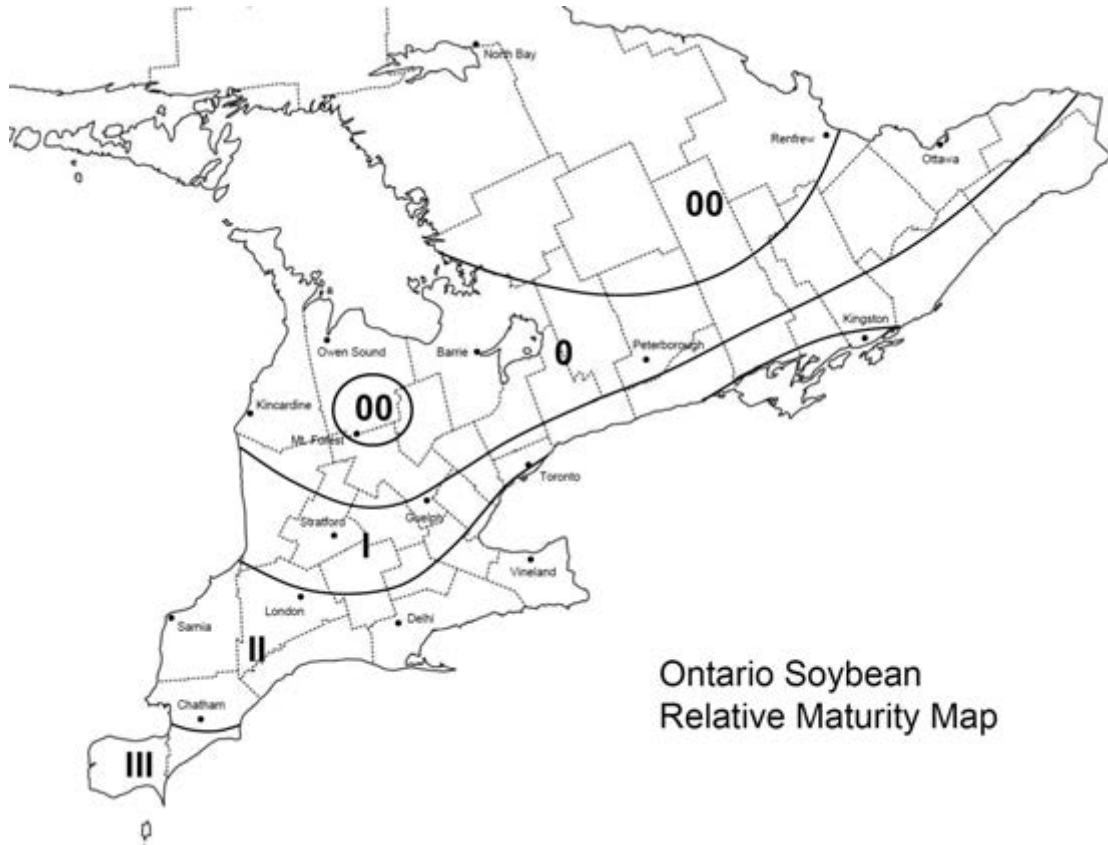 North Bay
Renfrew
Ottawa
00
Kingston
Owen Sound
Barrie
0
Peterborough
Kincardine
00
Mt. Forest
Toronto
Guelph
Stratford
I
Vineland
London
Delhi
Sarnia
II
Ontario Soybean
Relative Maturity Map
Chatham
III